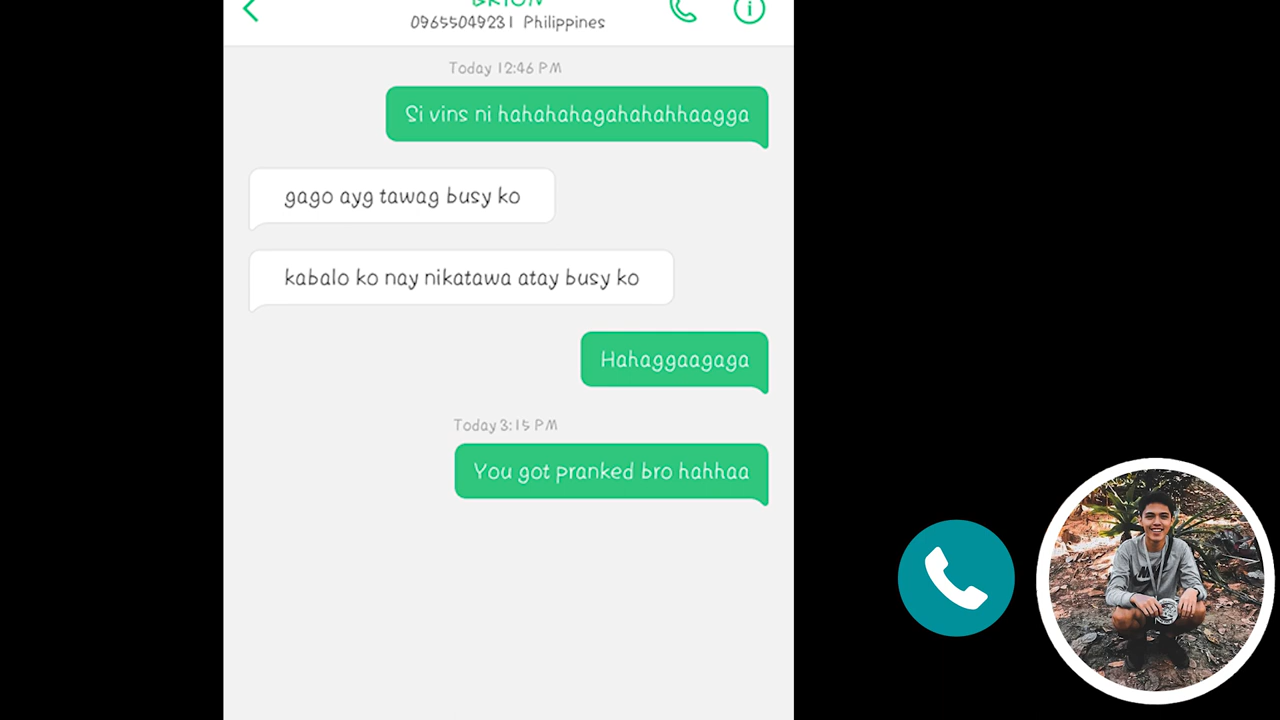 BRION
09655049231 Philippines
Today 12:46 PM
Si vins ni hahahahagahahahhaagga
gago ayg tawag busy ko
kabalo ko nay nikatawa atay busy ko
Hahaggaagaga
Today 3:15 PM
You got pranked bro hahhaa